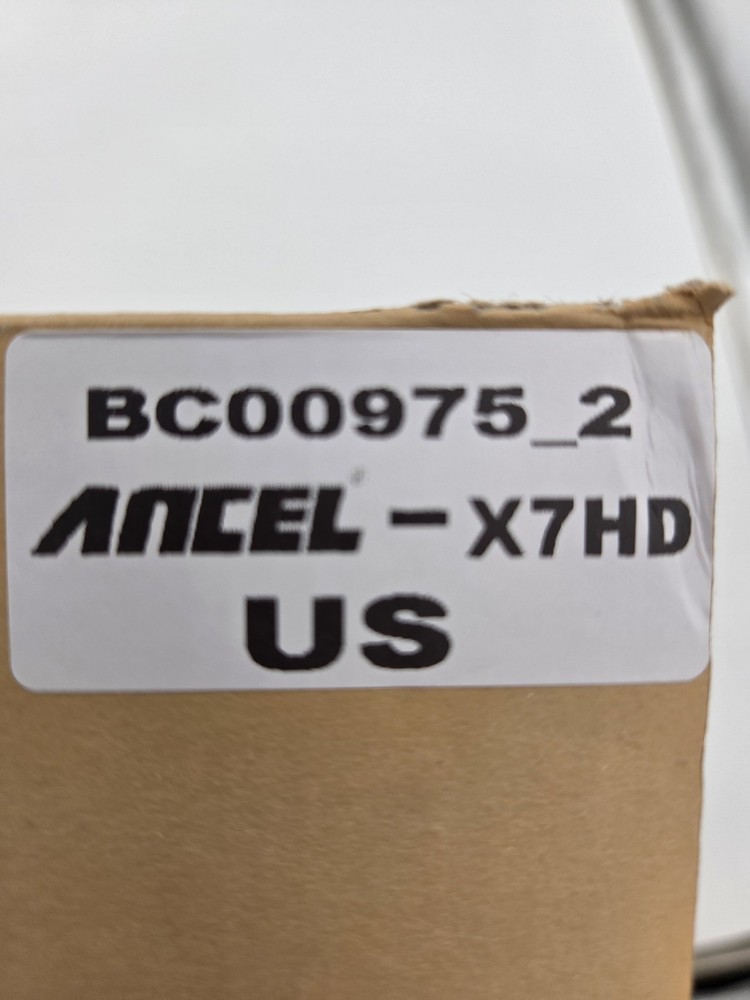 BC00975_2
ANCEL® - X7HD
US